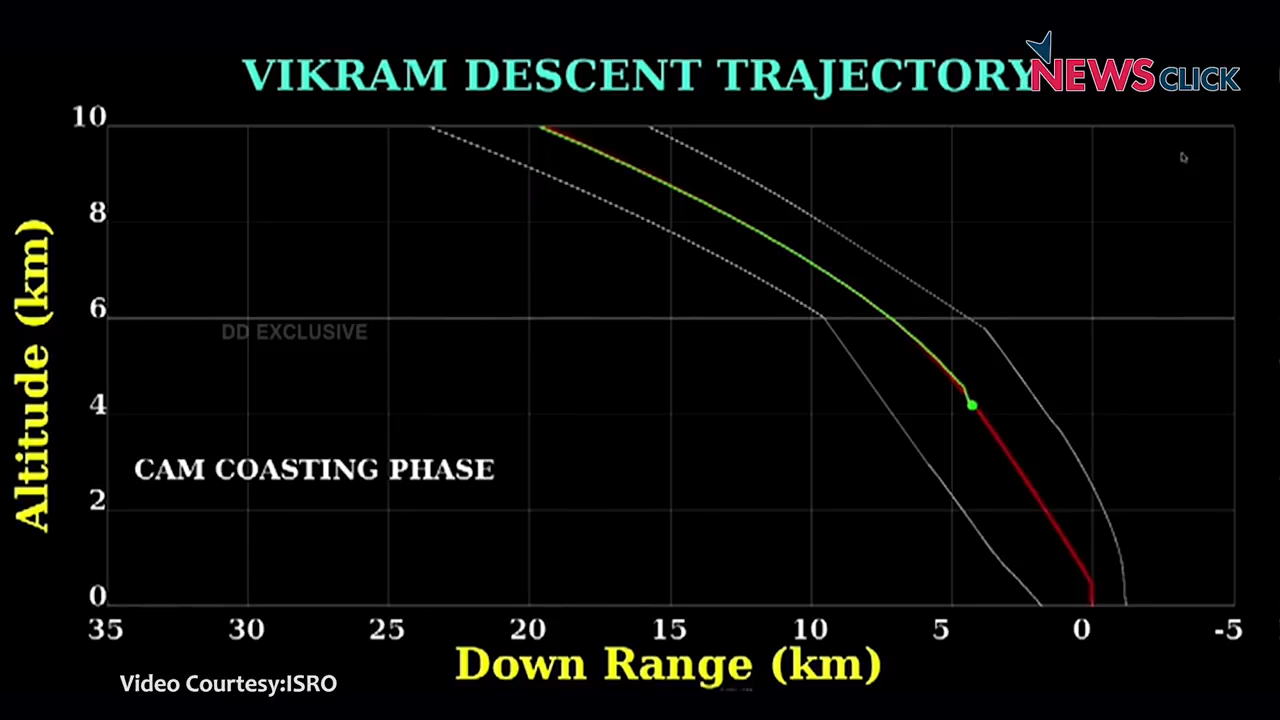 NEWSCLICK
VIKRAM DESCENT TRAJECTORY
10
8
6
DD EXCLUSIVE
4
CAM COASTING PHASE
2
0
Altitude (km)
35 30 25 20 15 10 5 0 -5
Down Range (km)
Video Courtesy:ISRO